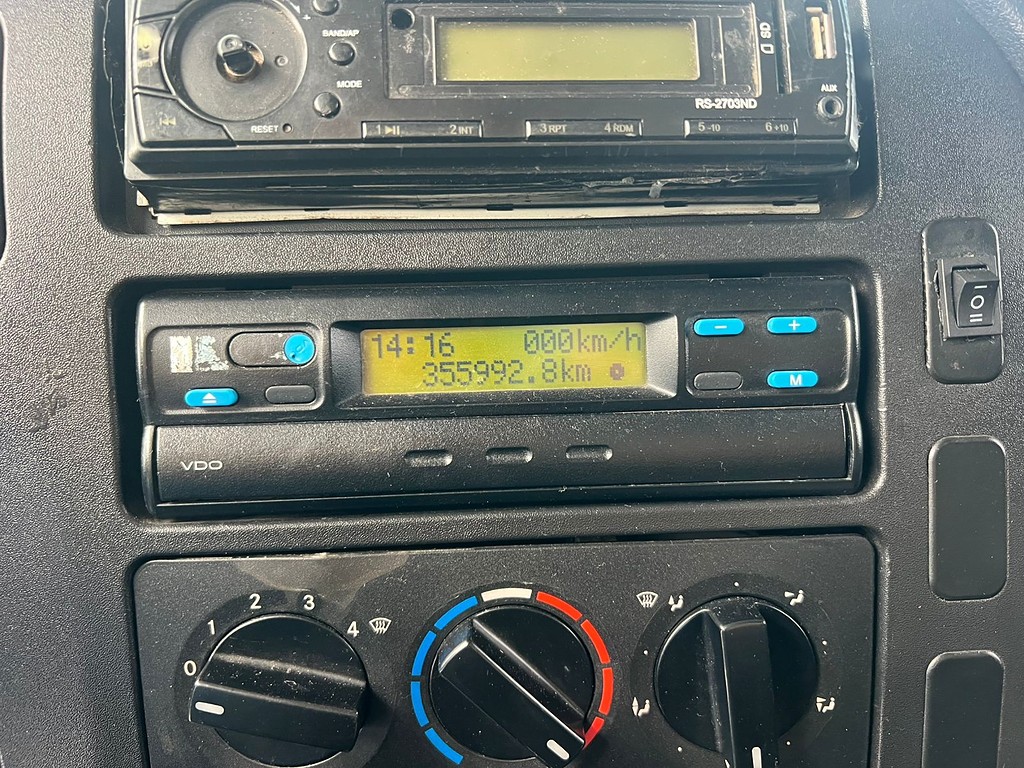 BAND/AP
SD
MODE
AUX
RS-2703ND
RESET
1 2 INT 3 RPT 4 RDM 5 -10 6 +10
14:16 000km/h
355992.8km
- +
M
VDO
2 3
1 4
0